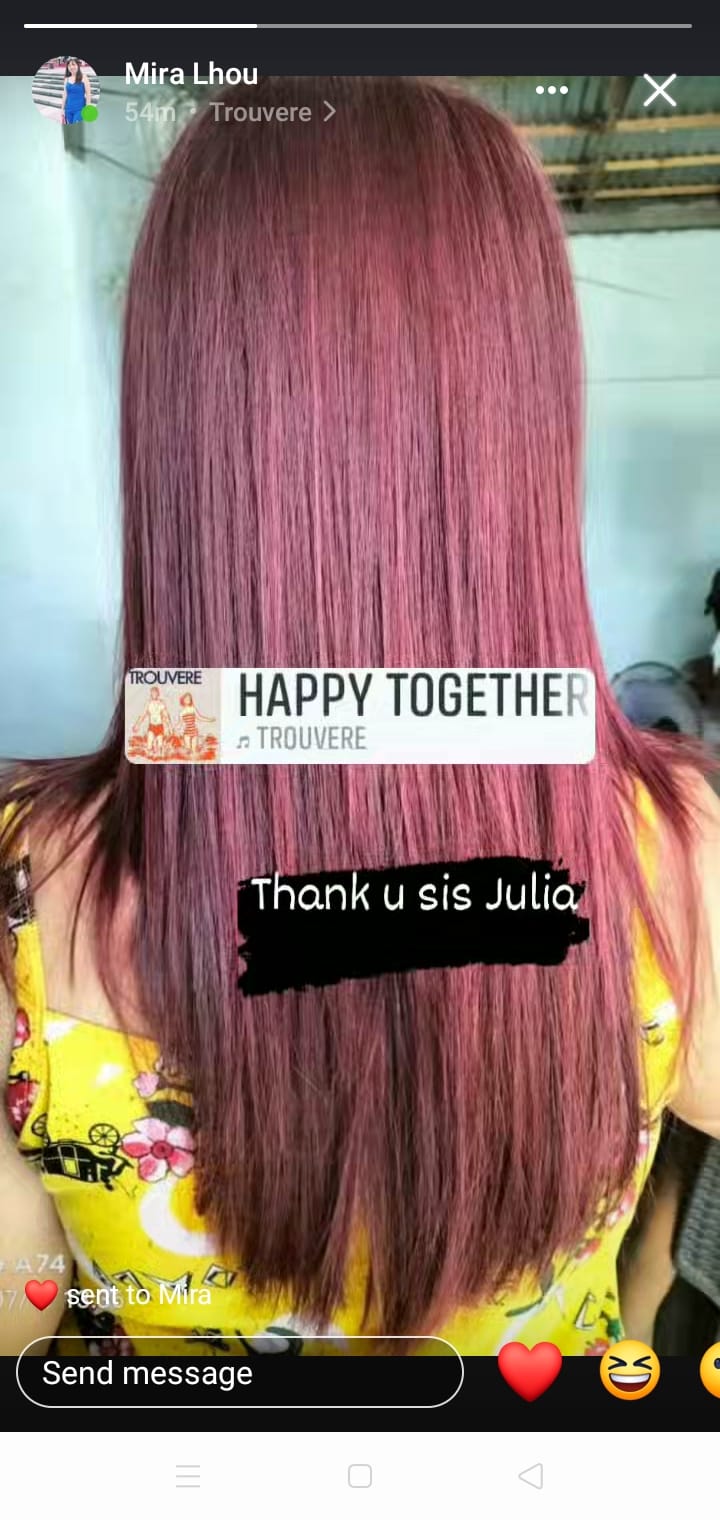 Mira Lhou
54m · Trouvere >
TROUVERE
HAPPY TOGETHER
♫ TROUVERE
Thank u sis Julia
A74
❤️ sent to Mira
Send message